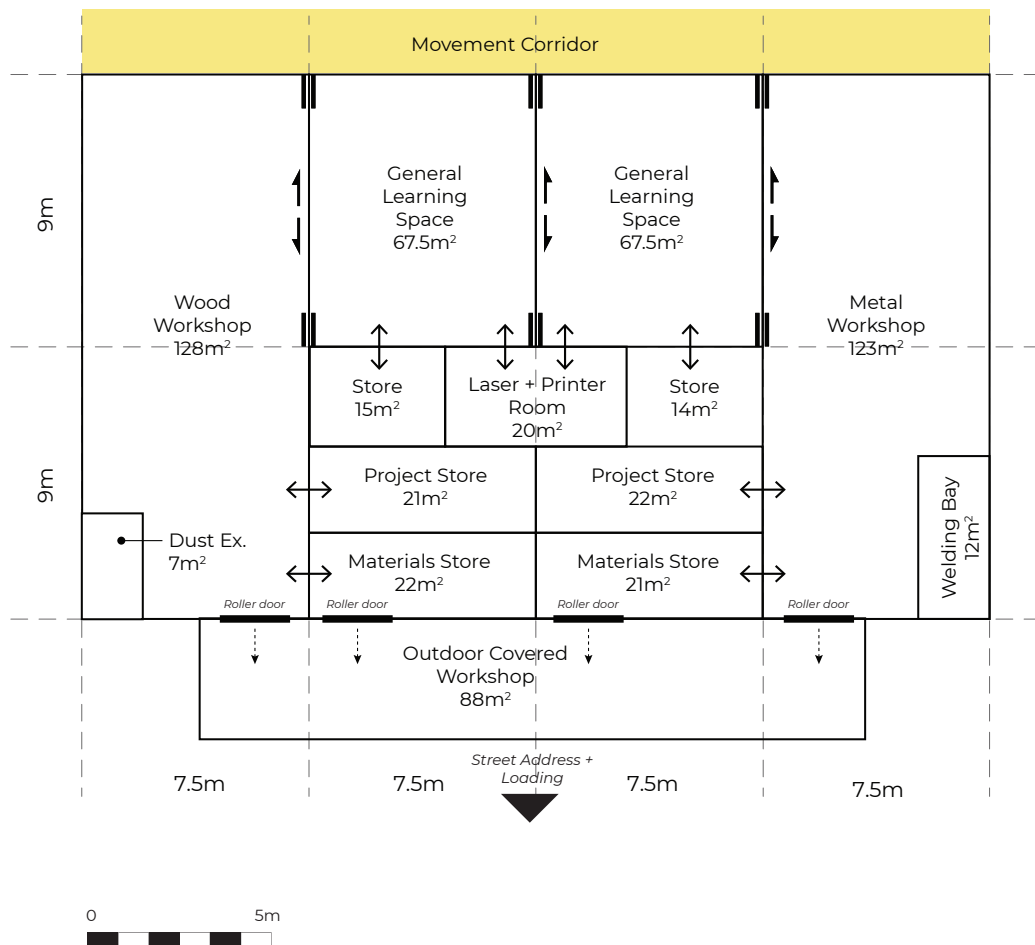 Movement Corridor
9m
General
Learning
Space
67.5m²
General
Learning
Space
67.5m²
Wood
Workshop
128m²
Metal
Workshop
123m²
9m
Store
15m²
Laser + Printer
Room
20m²
Store
14m²
Project Store
21m²
Project Store
22m²
Dust Ex.
7m²
Materials Store
22m²
Materials Store
21m²
Welding Bay
12m²
Roller door
Roller door
Roller door
Roller door
Outdoor Covered
Workshop
88m²
Street Address +
Loading
7.5m
7.5m
7.5m
7.5m
0
5m